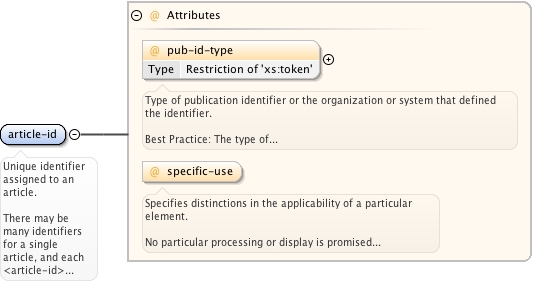 @ Attributes
@ pub-id-type
Type Restriction of 'xs:token'
Type of publication identifier or the organization or system that defined
the identifier.
Best Practice: The type of...
article-id
Unique identifier
assigned to an
article.
There may be
many identifiers
for a single
article, and each
<article-id>...
@ specific-use
Specifies distinctions in the applicability of a particular
element.
No particular processing or display is promised...